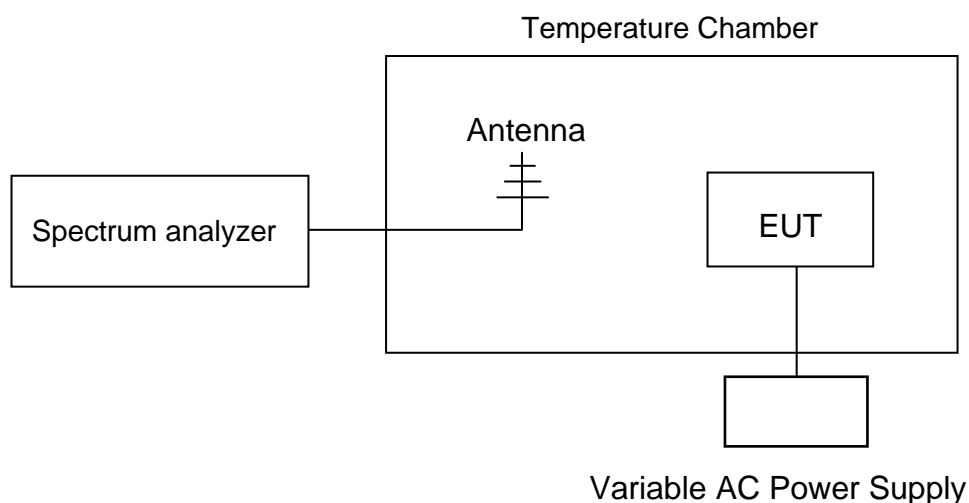 Temperature Chamber
Antenna
Spectrum analyzer
EUT
Variable AC Power Supply